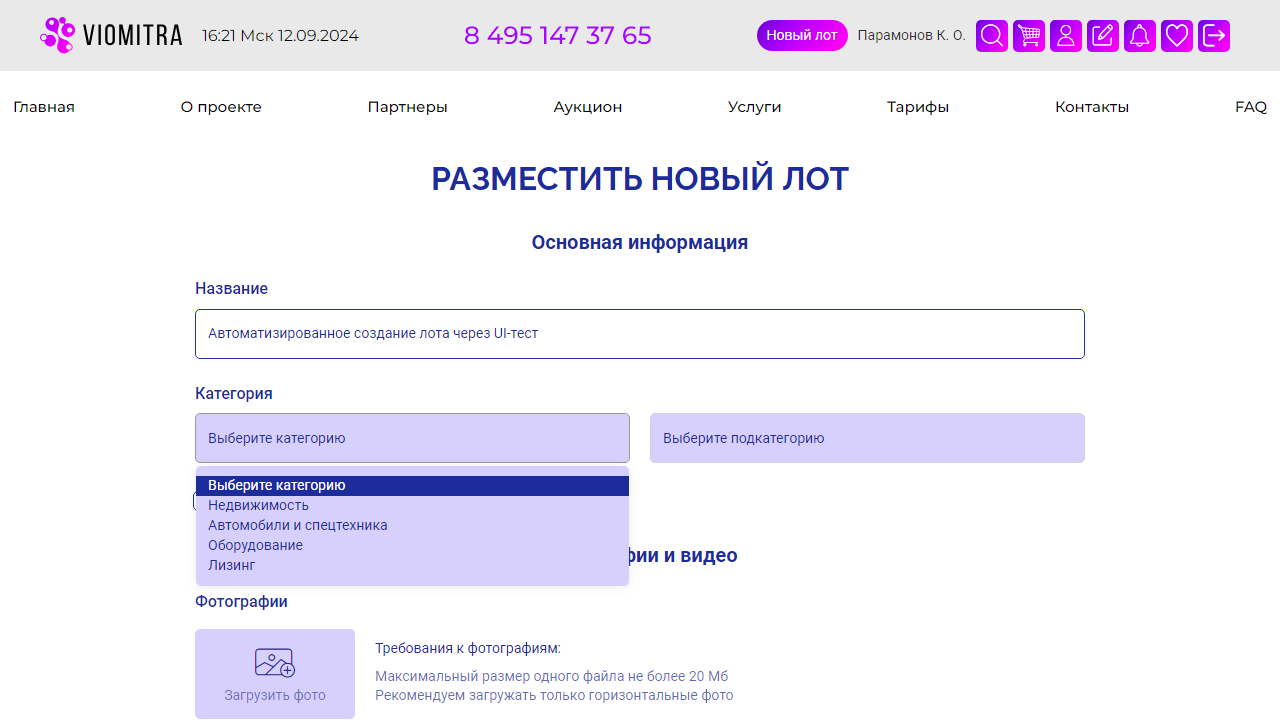 VIOMITRA
16:21 Мск 12.09.2024
8 495 147 37 65
Новый лот
Парамонов К. О.
Главная
О проекте
Партнеры
Аукцион
Услуги
Тарифы
Контакты
FAQ
РАЗМЕСТИТЬ НОВЫЙ ЛОТ
Основная информация
Название
Автоматизированное создание лота через UI-тест
Категория
Выберите категорию
Выберите подкатегорию
Выберите категорию
Недвижимость
Автомобили и спецтехника
Оборудование
Лизинг
фии и видео
Фотографии
Загрузить фото
Требования к фотографиям:
Максимальный размер одного файла не более 20 Мб
Рекомендуем загружать только горизонтальные фото